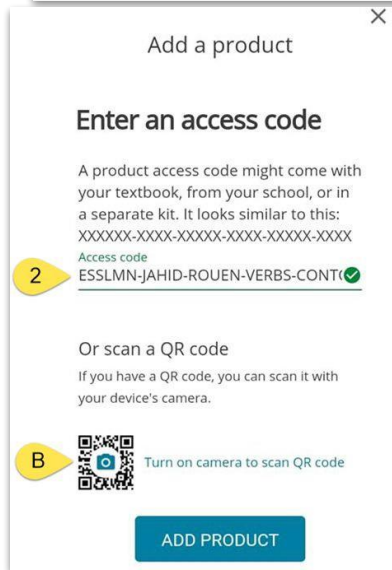 Add a product
Enter an access code
A product access code might come with
your textbook, from your school, or in
a separate kit. It looks similar to this:
XXXXXX-XXXX-XXXXX-XXXX-XXXXX-XXXX
Access code
2
ESSLMN-JAHID-ROUEN-VERBS-CONT
Or scan a QR code
If you have a QR code, you can scan it with
your device's camera.
B
Turn on camera to scan QR code
ADD PRODUCT